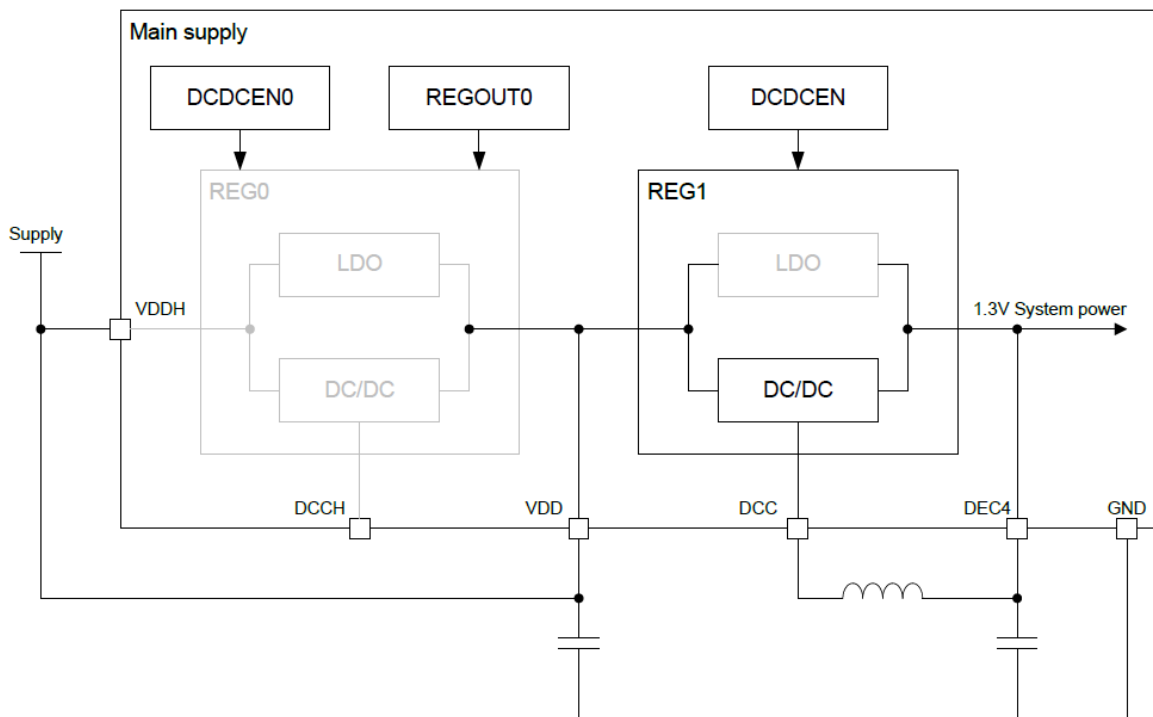 Main supply
DCDCEN0
REGOUT0
DCDCEN
REG0
REG1
Supply
LDO
LDO
VDDH
1.3V System power
DC/DC
DC/DC
DCCH
VDD
DCC
DEC4
GND